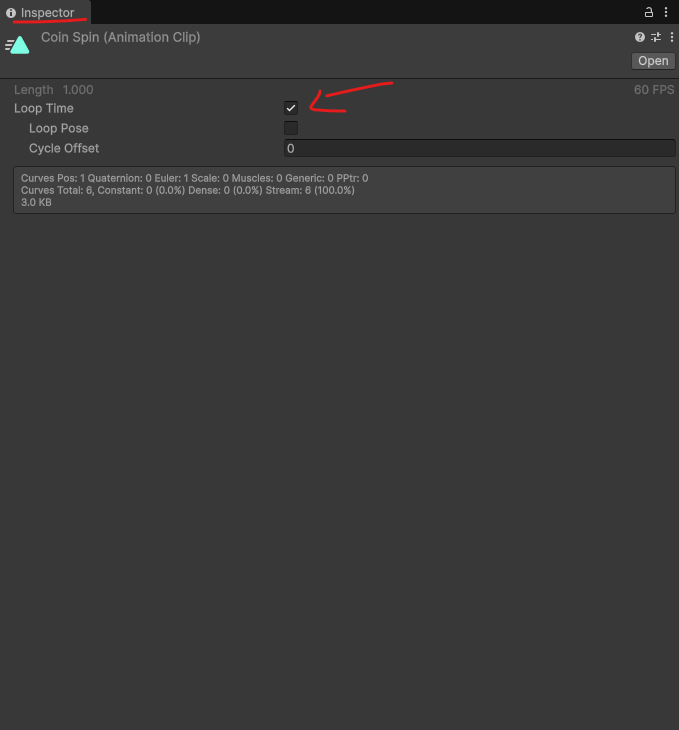 Inspector
Coin Spin (Animation Clip)
Open
Length 1.000 60 FPS
Loop Time
Loop Pose
Cycle Offset 0
Curves Pos: 1 Quaternion: 0 Euler: 1 Scale: 0 Muscles: 0 Generic: 0 PPtr: 0
Curves Total: 6, Constant: 0 (0.0%) Dense: 0 (0.0%) Stream: 6 (100.0%)
3.0 KB